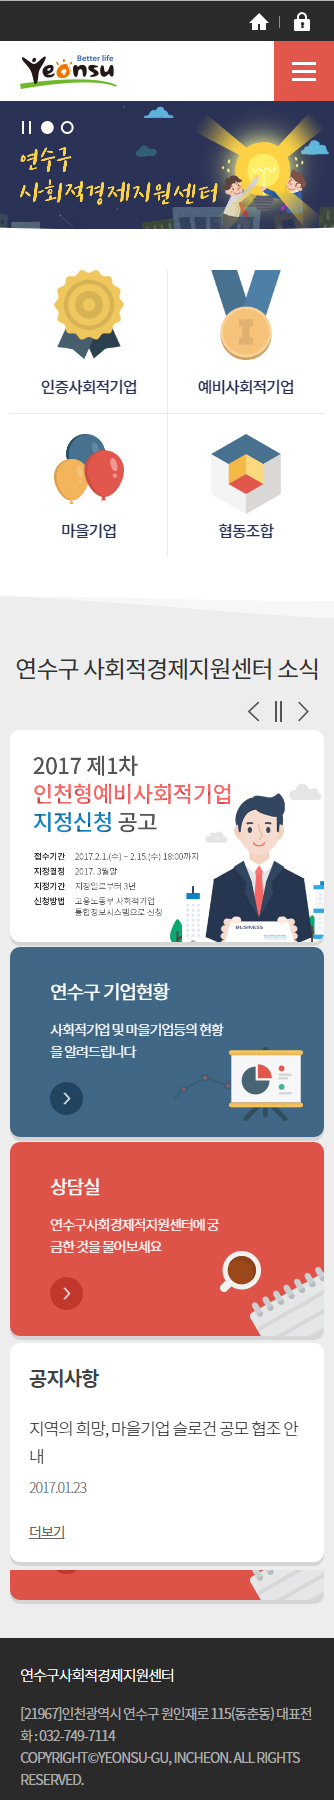 Better life
Yeonsu
연수구
사회적경제지원센터
인증사회적기업
예비사회적기업
마을기업
협동조합
연수구 사회적경제지원센터 소식
2017 제1차
인천형예비사회적기업
지정신청 공고
접수기간 2017.2.1.(수) ~ 2.15.(수) 18:00까지
지정결정 2017. 3월말
지정기간 지정일로부터 3년
신청방법 고용노동부 사회적기업
통합정보시스템으로 신청
BUSINESS
연수구 기업현황
사회적기업 및 마을기업등의 현황
을 알려드립니다
상담실
연수구사회경제적지원센터에 궁
금한 것을 물어보세요
공지사항
지역의 희망, 마을기업 슬로건 공모 협조 안
내
2017.01.23
더보기
연수구사회적경제지원센터
[21967]인천광역시 연수구 원인재로 115(동춘동) 대표전
화 : 032-749-7114
COPYRIGHT©YEONSU-GU, INCHEON. ALL RIGHTS
RESERVED.